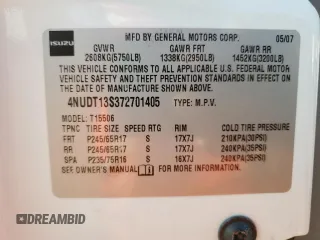 ISUZU
MFD BY GENERAL MOTORS CORP. 05/07
GVWR GAWR FRT GAWR RR
2608KG(5750LB) 1338KG(2950LB) 1452KG(3200LB)
THIS VEHICLE CONFORMS TO ALL APPLICABLE U.S. FEDERAL MOTOR
VEHICLE SAFETY AND THEFT PREVENTION STANDARDS IN EFFECT ON THE
DATE OF MANUFACTURE SHOWN ABOVE.
4NUDT13S372701405 TYPE: M.P.V.
MODEL: T15506
TPNC TIRE SIZE SPEED RTG RIM COLD TIRE PRESSURE
FRT P245/65R17 S 17X7J 210KPA(30PSI)
RR P245/65R17 S 17X7J 240KPA(35PSI)
SPA P235/75R16 S 16X7J 240KPA(35PSI)
SEE OWNER'S MANUAL FOR MORE INFORMATION.
DREAMBID